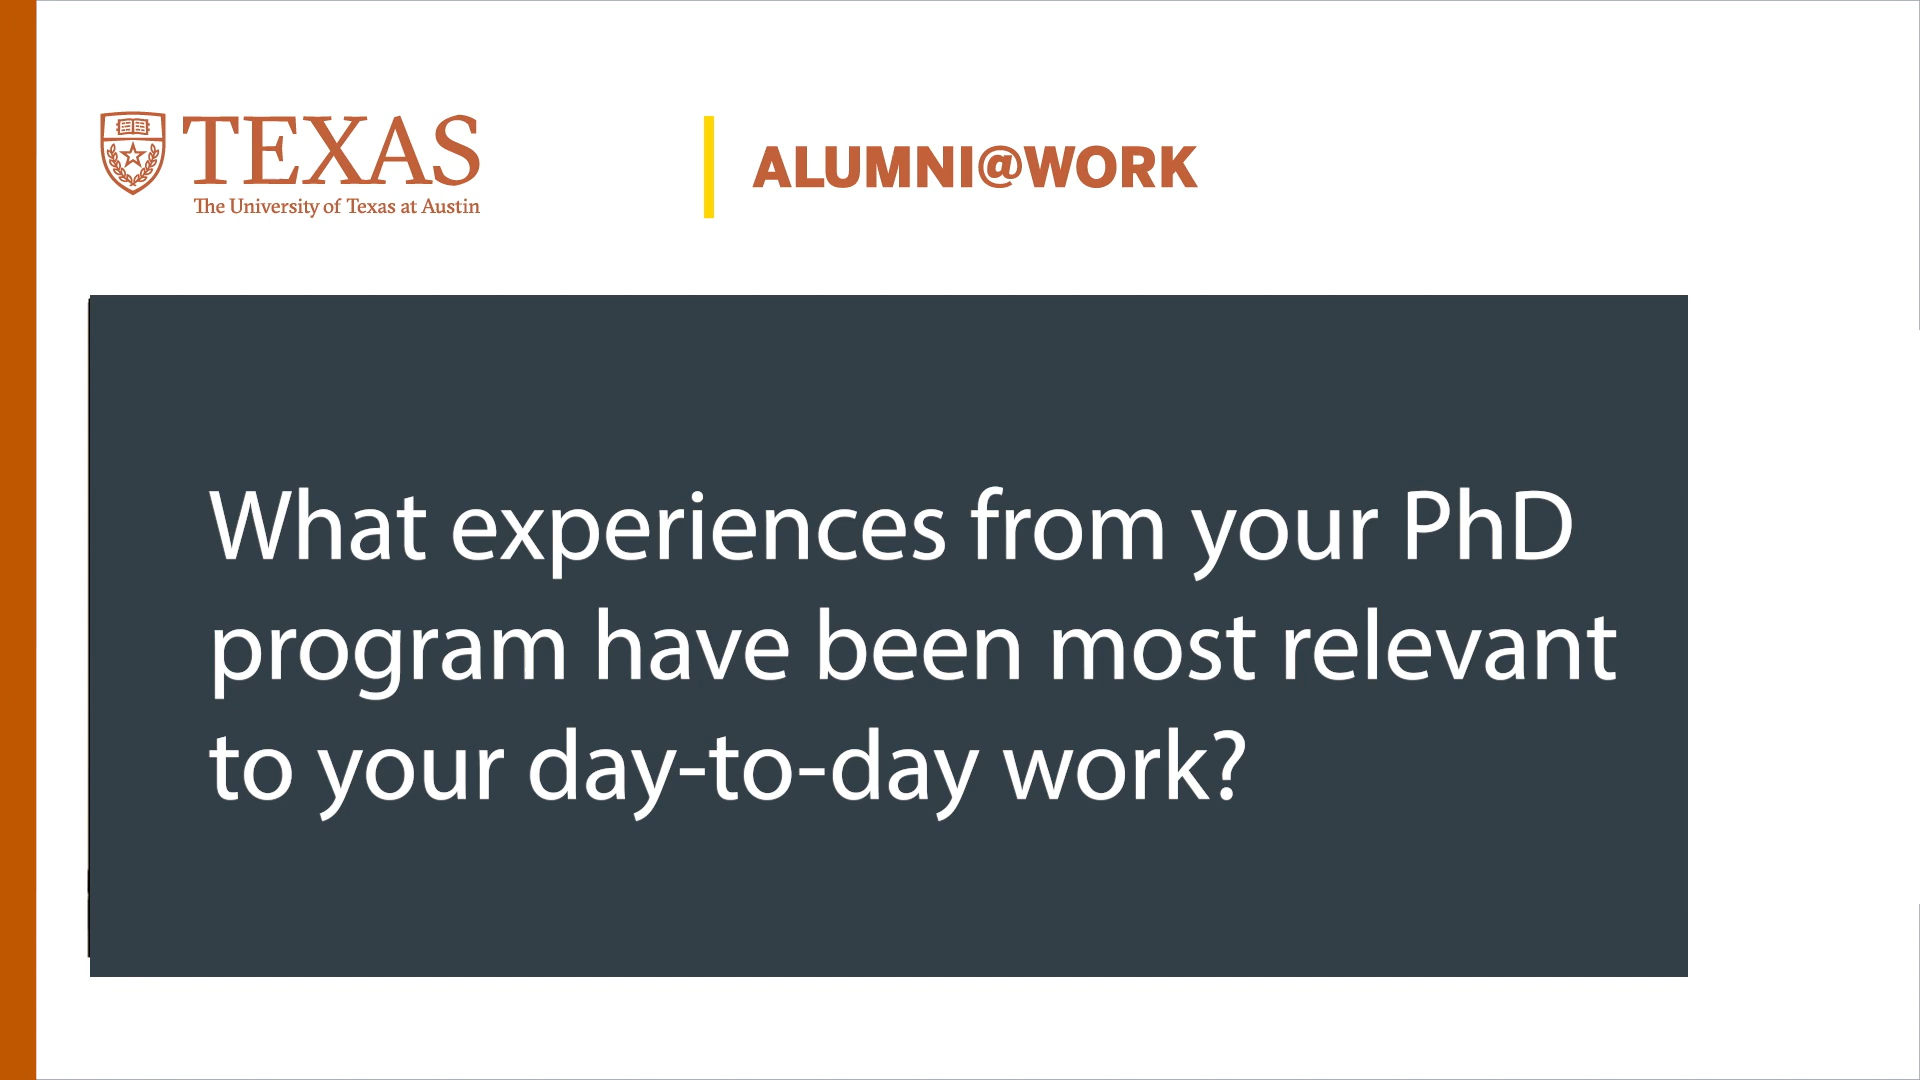 TEXAS
The University of Texas at Austin
ALUMNI@WORK
What experiences from your PhD
program have been most relevant
to your day-to-day work?